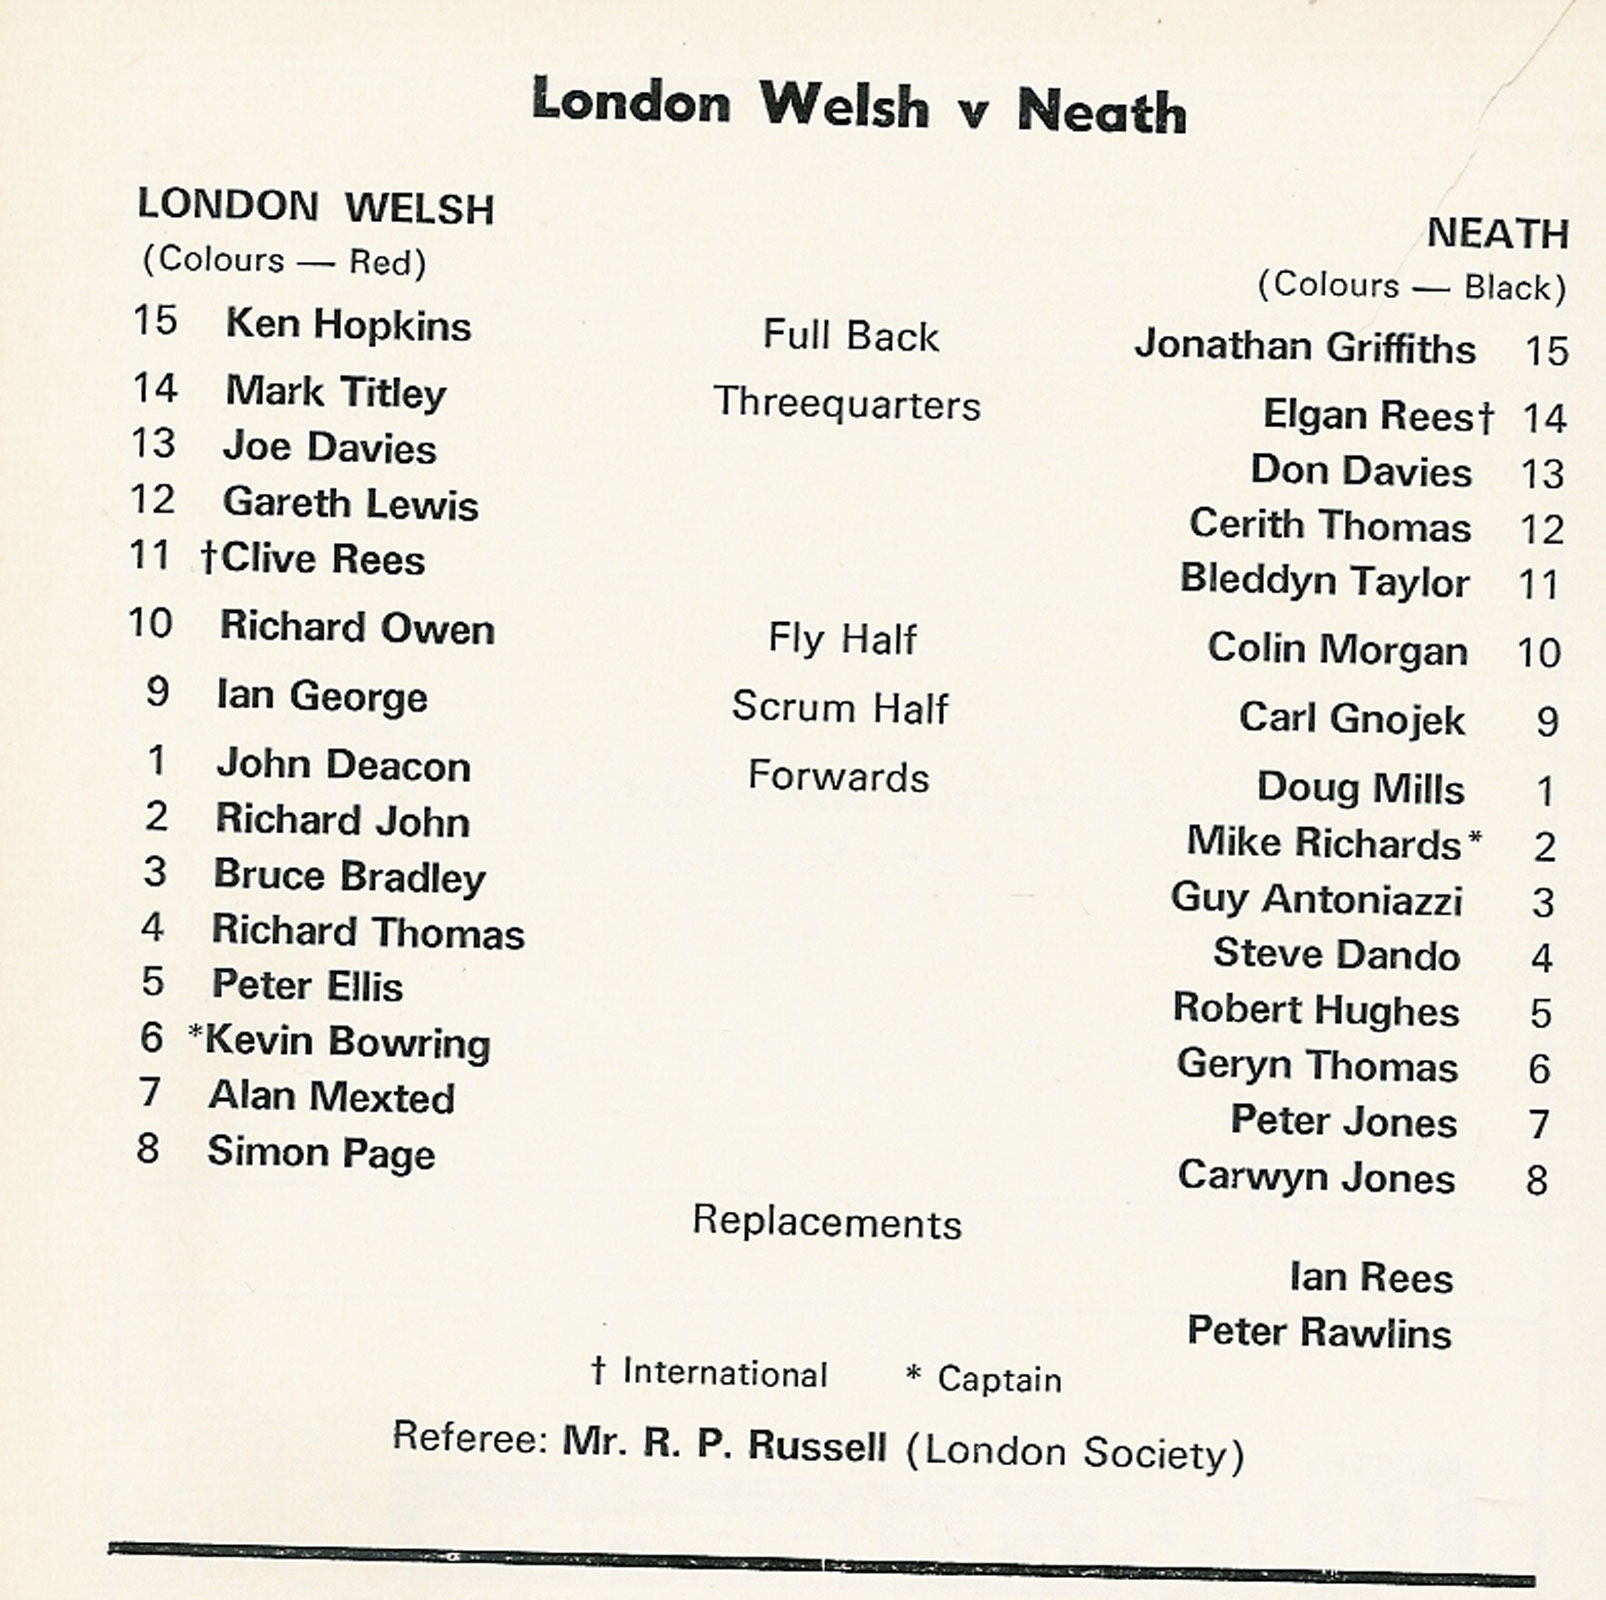 London Welsh v Neath
LONDON WELSH NEATH
(Colours — Red) (Colours — Black)
15 Ken Hopkins Full Back Jonathan Griffiths 15
14 Mark Titley Threequarters Elgan Rees† 14
13 Joe Davies Don Davies 13
12 Gareth Lewis Cerith Thomas 12
11 †Clive Rees Bleddyn Taylor 11
10 Richard Owen Fly Half Colin Morgan 10
9 Ian George Scrum Half Carl Gnojek 9
1 John Deacon Forwards Doug Mills 1
2 Richard John Mike Richards* 2
3 Bruce Bradley Guy Antoniazzi 3
4 Richard Thomas Steve Dando 4
5 Peter Ellis Robert Hughes 5
6 *Kevin Bowring Geryn Thomas 6
7 Alan Mexted Peter Jones 7
8 Simon Page Carwyn Jones 8
Replacements
Ian Rees
Peter Rawlins
† International * Captain
Referee: Mr. R. P. Russell (London Society)